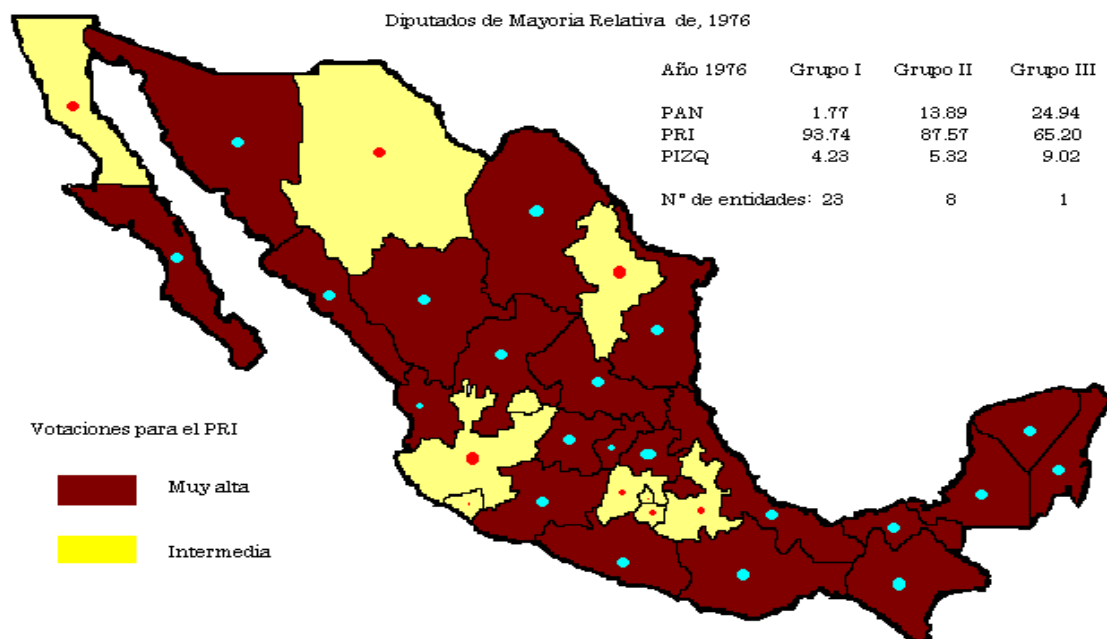 Diputados de Mayoria Relativa de, 1976
Año 1976 Grupo I Grupo II Grupo III
PAN 1.77 13.89 24.94
PRI 93.74 87.57 65.20
PIZQ 4.23 5.32 9.02
N° de entidades: 23 8 1
Votaciones para el PRI
Muy alta
Intermedia